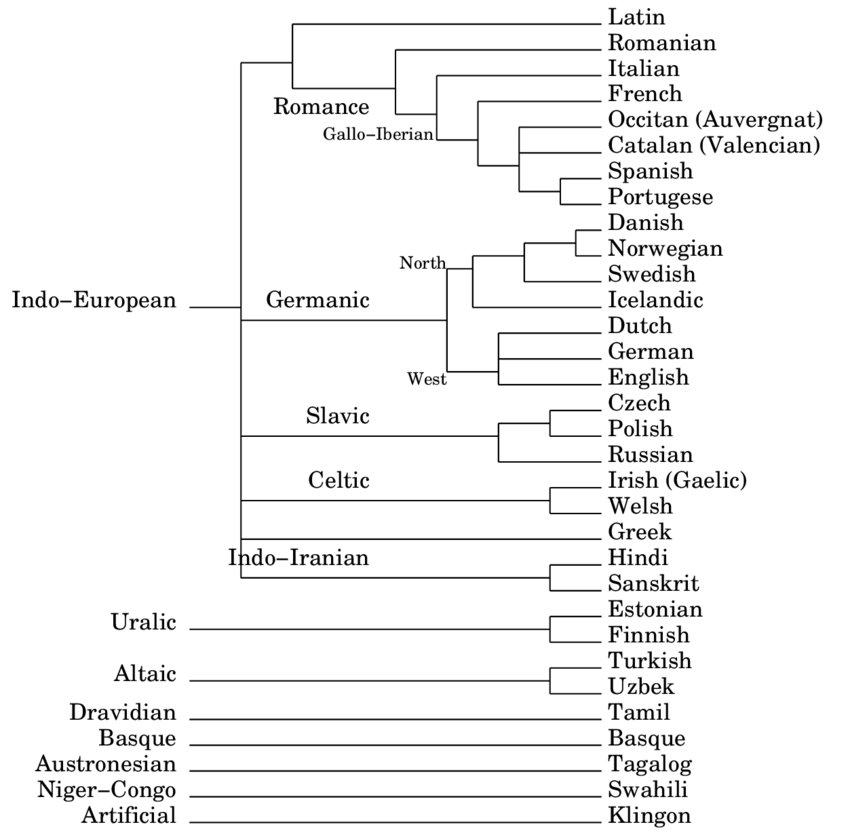 Latin
Romanian
Italian
French
Romance
Occitan (Auvergnat)
Gallo–Iberian
Catalan (Valencian)
Spanish
Portugese
Danish
Norwegian
North
Swedish
Indo–European
Germanic
Icelandic
Dutch
German
West
English
Czech
Slavic
Polish
Russian
Celtic
Irish (Gaelic)
Welsh
Greek
Indo–Iranian
Hindi
Sanskrit
Estonian
Uralic
Finnish
Turkish
Altaic
Uzbek
Dravidian
Tamil
Basque
Basque
Austronesian
Tagalog
Niger–Congo
Swahili
Artificial
Klingon